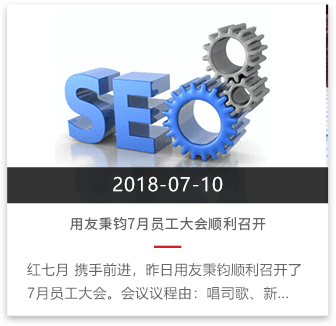 SEO
2018-07-10
用友秉钧7月员工大会顺利召开
红七月 携手前进，昨日用友秉钧顺利召开了
7月员工大会。会议议程由：唱司歌、新...